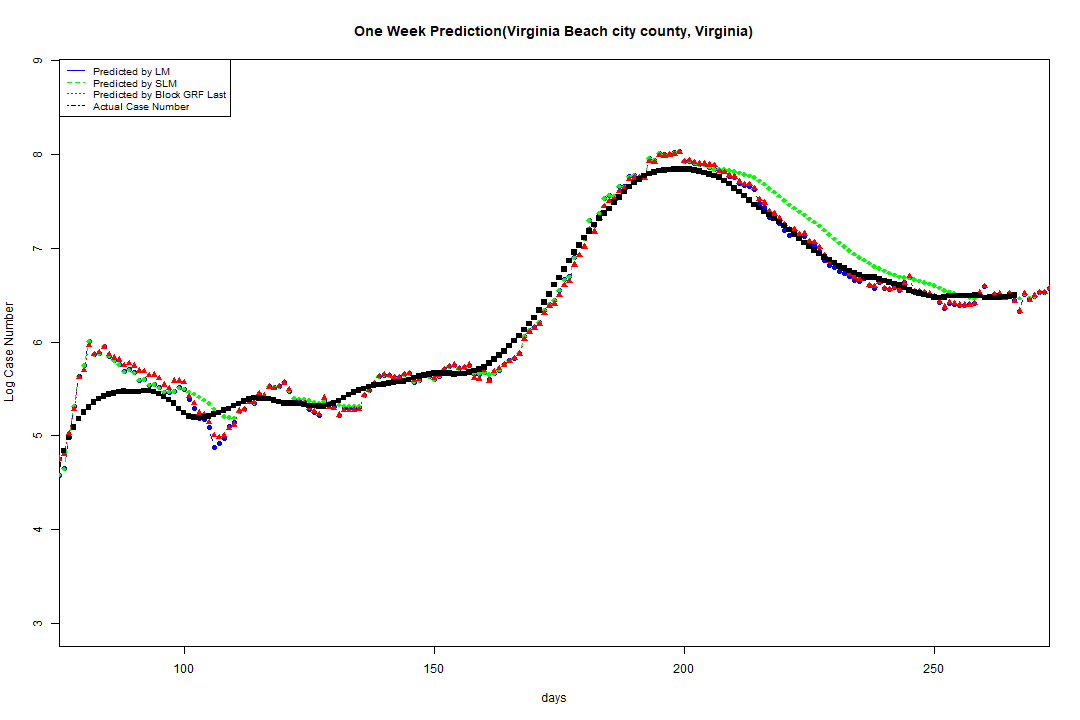 One Week Prediction(Virginia Beach city county, Virginia)
Predicted by LM
Predicted by SLM
Predicted by Block GRF Last
Actual Case Number
9
8
7
6
5
4
3
Log Case Number
100
150
200
250
days